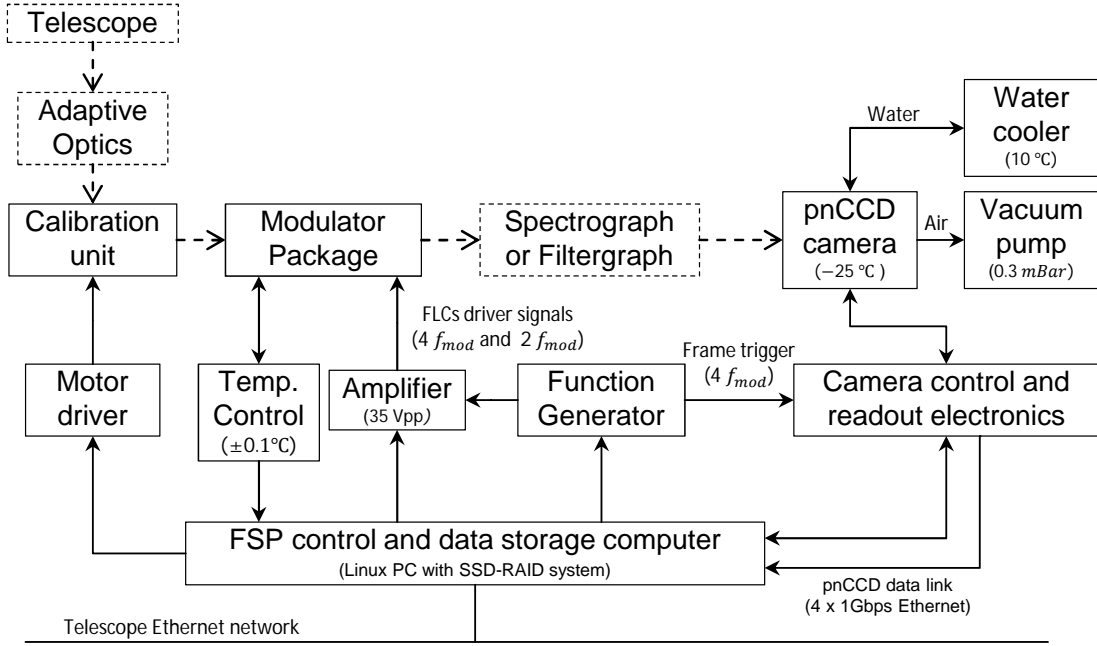 Telescope
Adaptive
Optics
Water
Water
cooler
(10 ℃)
Calibration
unit
Modulator
Package
Spectrograph
or Filtergraph
pnCCD
camera
(−25 ℃ )
Air
Vacuum
pump
(0.3 mBar)
FLCs driver signals
(4 f_mod and 2 f_mod)
Motor
driver
Temp.
Control
(±0.1℃)
Amplifier
(35 Vpp)
Function
Generator
Frame trigger
(4 f_mod)
Camera control and
readout electronics
FSP control and data storage computer
(Linux PC with SSD-RAID system)
pnCCD data link
(4 x 1Gbps Ethernet)
Telescope Ethernet network